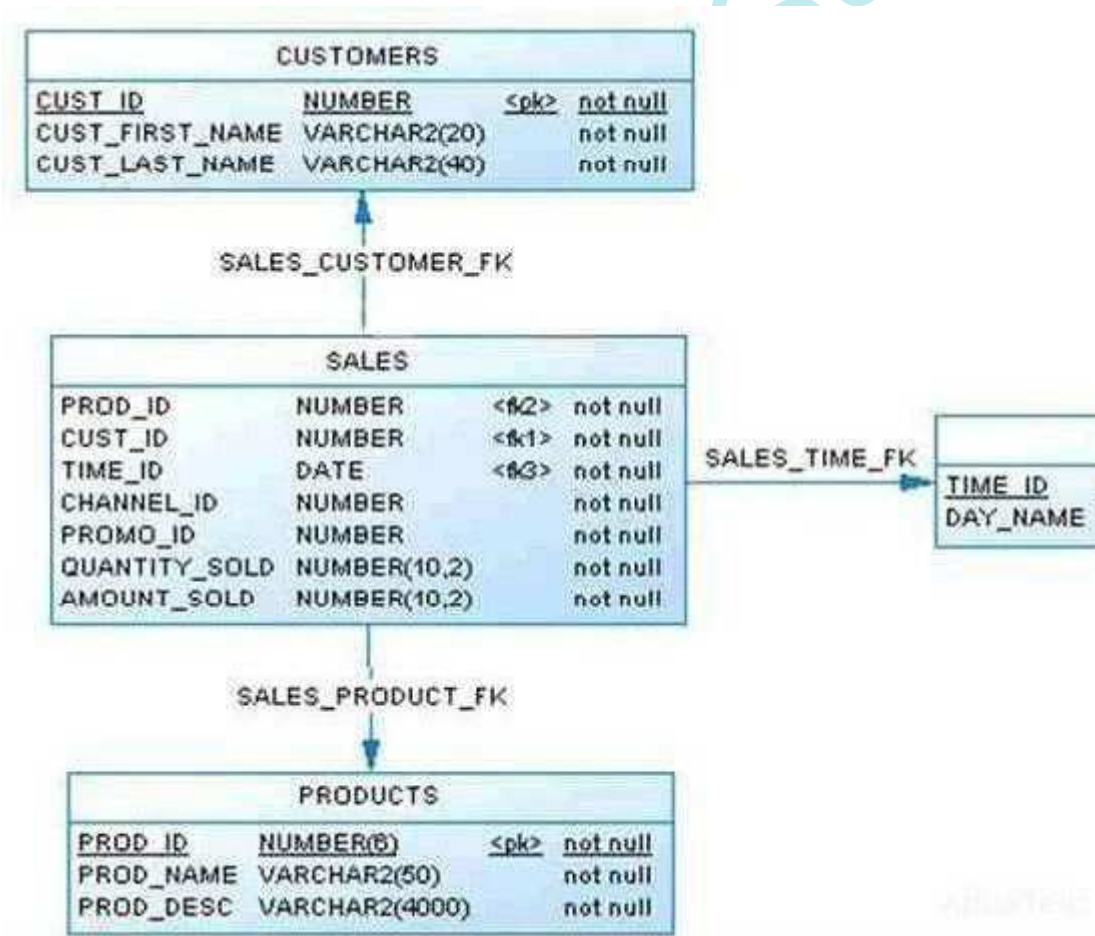 CUSTOMERS
CUST_ID NUMBER <pk> not null
CUST_FIRST_NAME VARCHAR2(20) not null
CUST_LAST_NAME VARCHAR2(40) not null
SALES_CUSTOMER_FK
SALES
PROD_ID NUMBER <fk2> not null
CUST_ID NUMBER <fk1> not null
TIME_ID DATE <fk3> not null
CHANNEL_ID NUMBER not null
PROMO_ID NUMBER not null
QUANTITY_SOLD NUMBER(10,2) not null
AMOUNT_SOLD NUMBER(10,2) not null
SALES_TIME_FK
TIME_ID
DAY_NAME
SALES_PRODUCT_FK
PRODUCTS
PROD_ID NUMBER(6) <pk> not null
PROD_NAME VARCHAR2(50) not null
PROD_DESC VARCHAR2(4000) not null